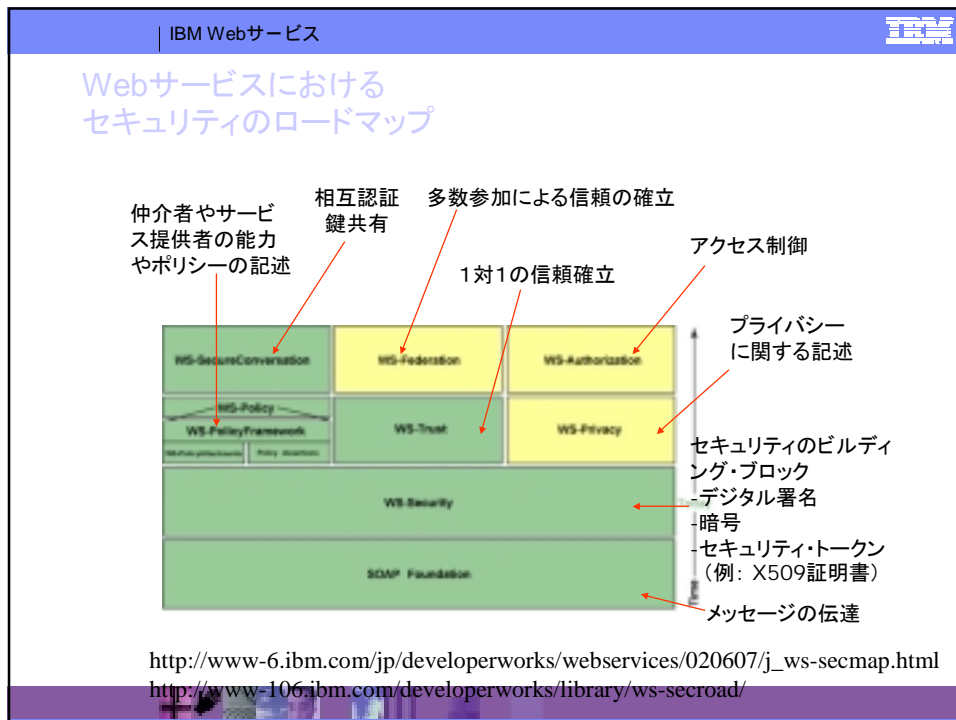 IBM Webサービス
IBM
Webサービスにおける
セキュリティのロードマップ
仲介者やサービ
ス提供者の能力
やポリシーの記述
相互認証
鍵共有
多数参加による信頼の確立
1対1の信頼確立
アクセス制御
プライバシー
に関する記述
WS-SecureConversation
WS-Federation
WS-Authorization
WS-Policy
WS-PolicyFramework
WS-PolicyAttachments
Policy Assertions
WS-Trust
WS-Privacy
WS-Security
SOAP Foundation
Time
セキュリティのビルディ
ング・ブロック
-デジタル署名
-暗号
-セキュリティ・トークン
（例： X509証明書）
メッセージの伝達
http://www-6.ibm.com/jp/developerworks/webservices/020607/j_ws-secmap.html
http://www-106.ibm.com/developerworks/library/ws-secroad/